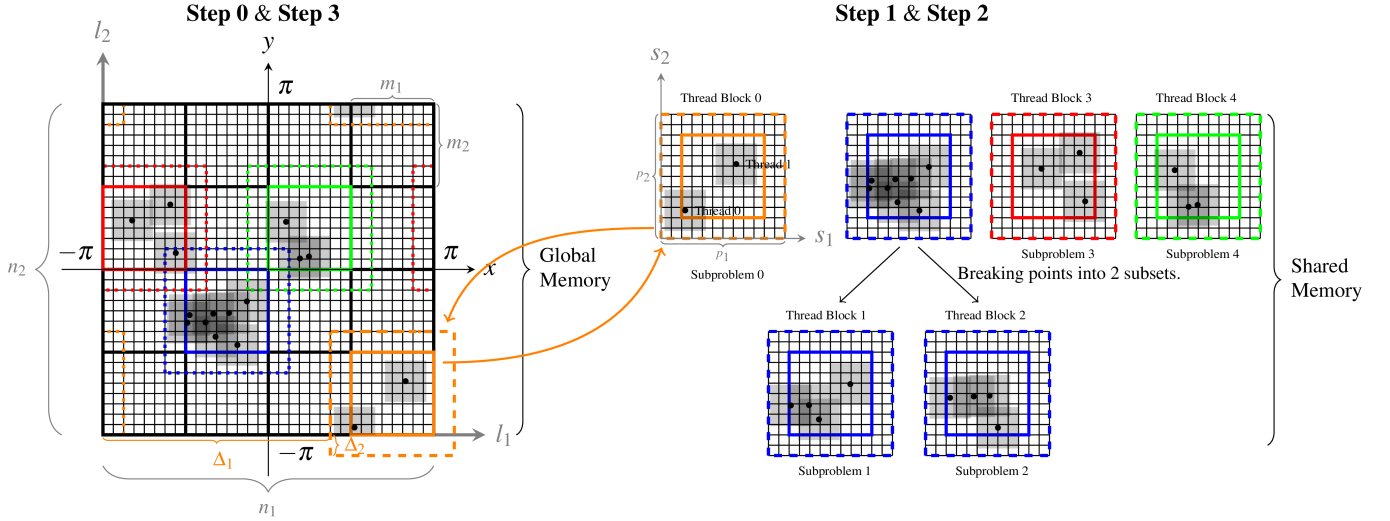 Step 0 & Step 3
Step 1 & Step 2
l₂
y
π
m₁
m₂
−π
π
x
n₂
Global
Memory
−π
l₁
Δ₁
Δ₂
n₁
s₂
Thread Block 0
Thread Block 3
Thread Block 4
Thread 1
p₂
Thread 0
s₁
p₁
Subproblem 0
Subproblem 3
Subproblem 4
Breaking points into 2 subsets.
Shared
Memory
Thread Block 1
Thread Block 2
Subproblem 1
Subproblem 2